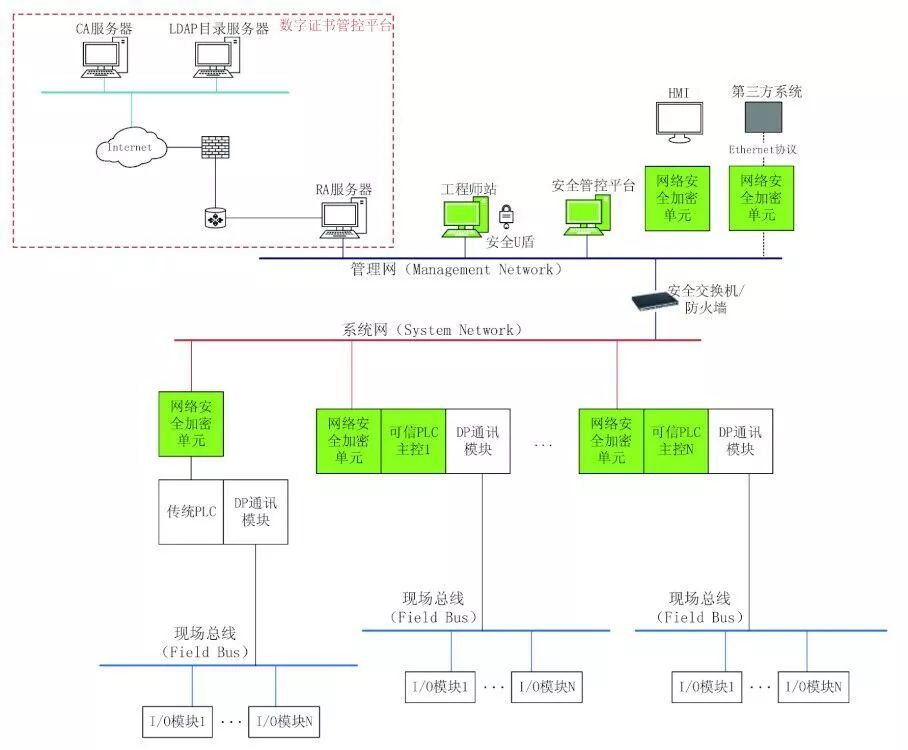 数字证书管控平台
CA服务器
LDAP目录服务器
Internet
RA服务器
HMI
第三方系统
Ethernet协议
工程师站
安全U盾
安全管控平台
网络安
全加密
单元
网络安
全加密
单元
管理网（Management Network）
安全交换机/
防火墙
系统网（System Network）
网络安
全加密
单元
传统PLC
DP通讯
模块
网络安
全加密
单元
可信PLC
主控1
DP通讯
模块
...
网络安
全加密
单元
可信PLC
主控N
DP通讯
模块
现场总线
（Field Bus）
I/O模块1
...
I/O模块N
现场总线
（Field Bus）
I/O模块1
...
I/O模块N
现场总线
（Field Bus）
I/O模块1
...
I/O模块N